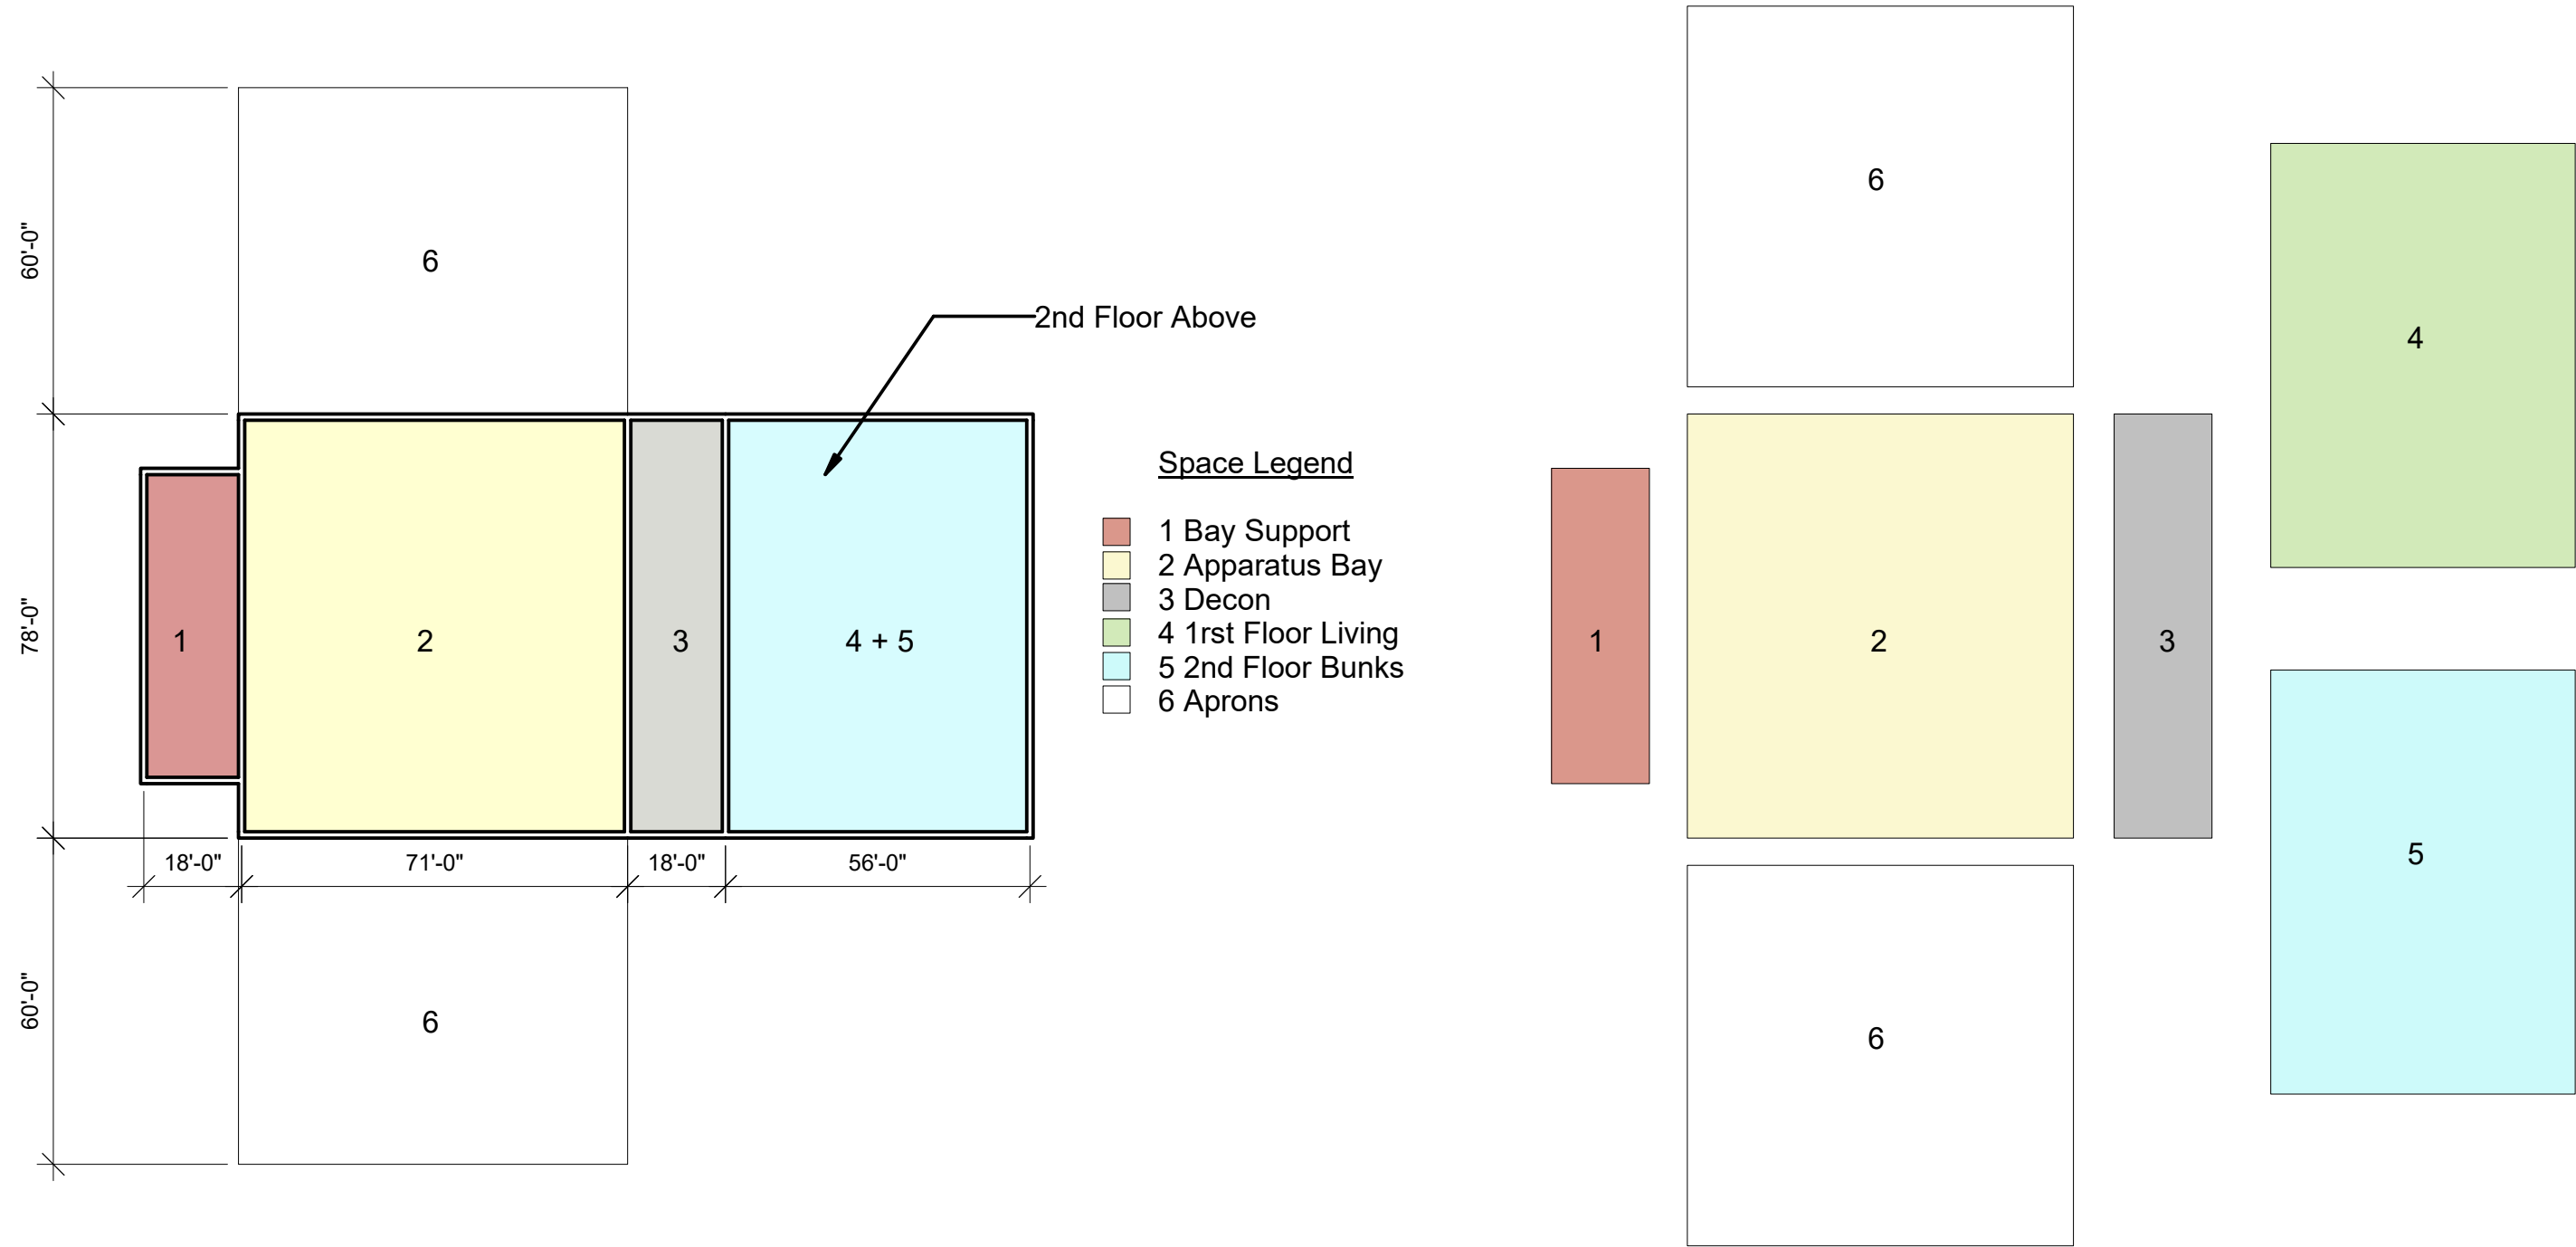 6
60'-0"
6
2nd Floor Above
4
Space Legend
1 Bay Support
2 Apparatus Bay
3 Decon
4 1rst Floor Living
5 2nd Floor Bunks
6 Aprons
78'-0"
1
2
3
4 + 5
1
2
3
18'-0"
71'-0"
18'-0"
56'-0"
5
60'-0"
6
6